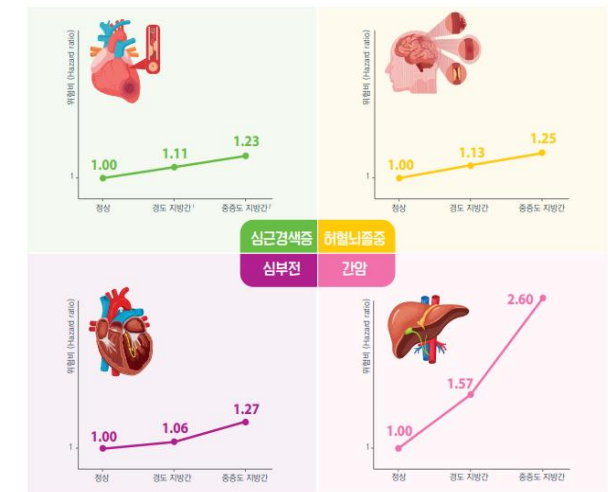 위험비 (Hazard ratio)
1.00
1.11
1.23
1
정상
경도 지방간¹
중증도 지방간²
위험비 (Hazard ratio)
1.00
1.13
1.25
1
정상
경도 지방간
중증도 지방간
심근경색증
허혈뇌졸중
심부전
간암
위험비 (Hazard ratio)
1.00
1.06
1.27
1
정상
경도 지방간
중증도 지방간
위험비 (Hazard ratio)
1.00
1.57
2.60
1
정상
경도 지방간
중증도 지방간